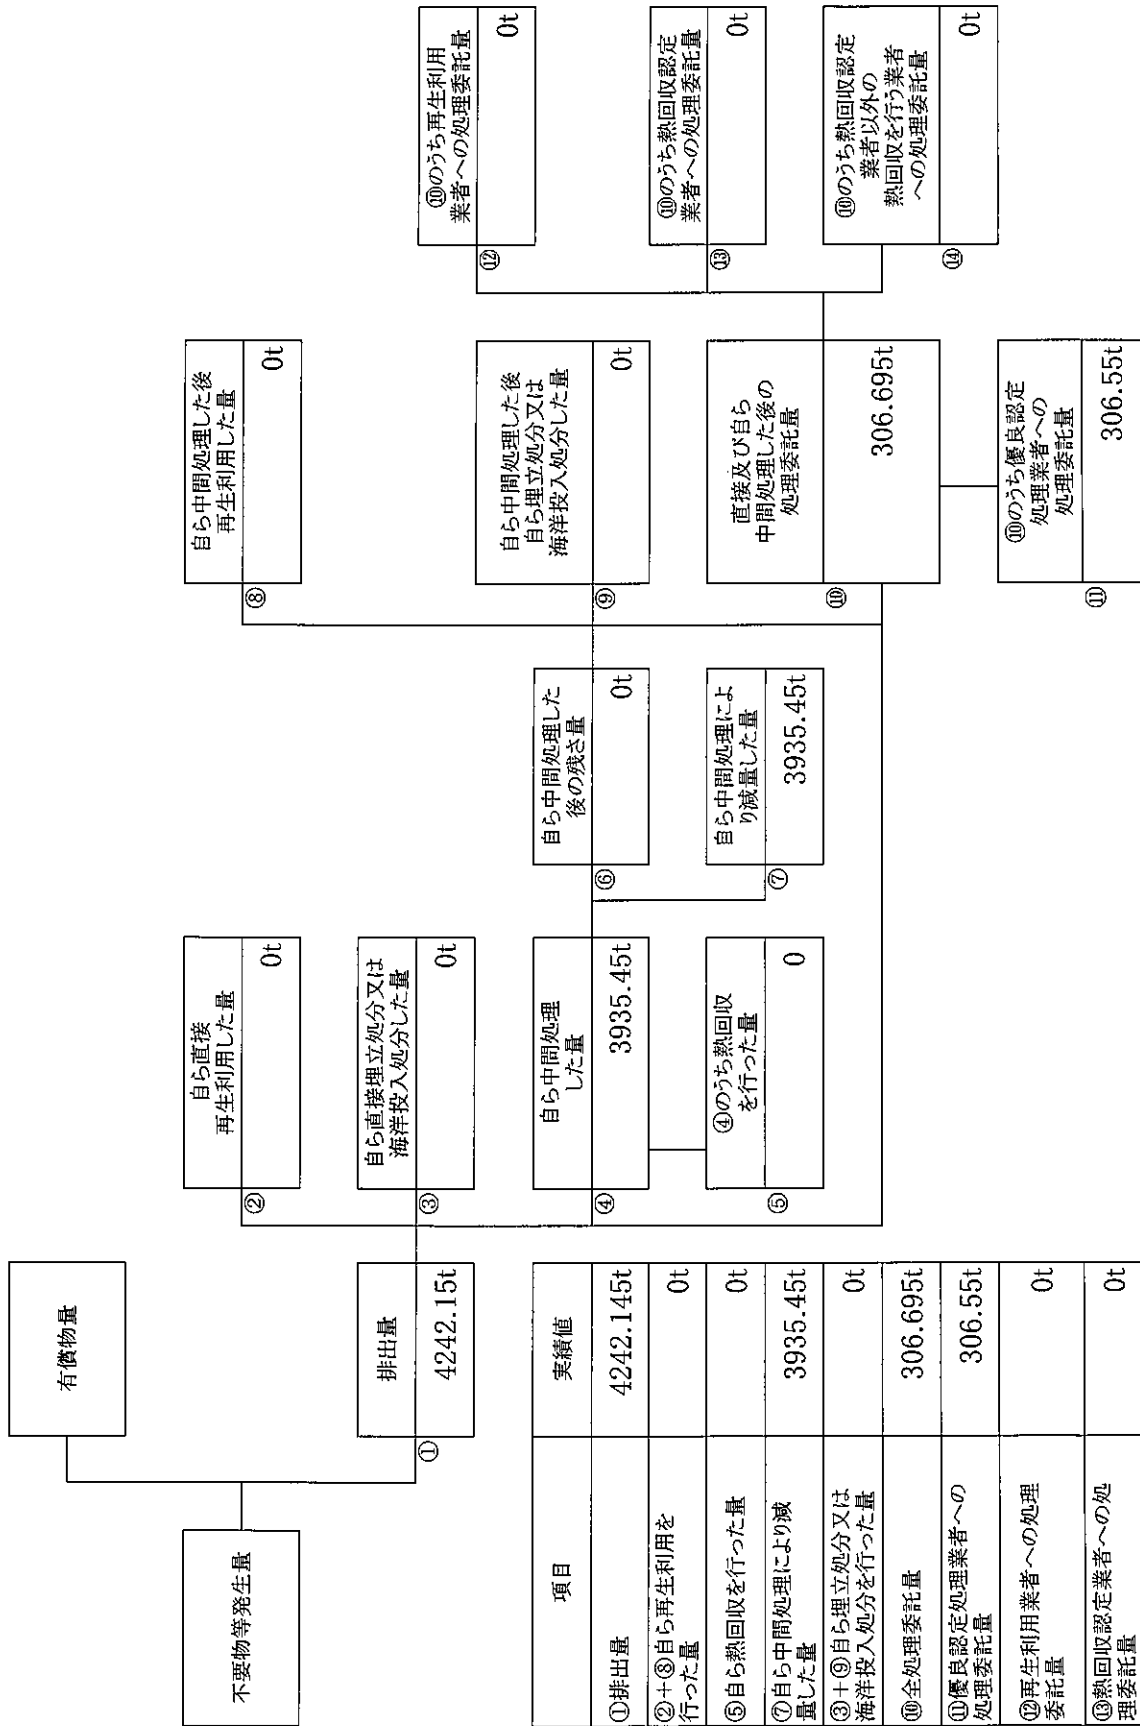 有償物量
不要物等発生量
①
排出量
4242.15t
②
自ら直接
再生利用した量
0t
③
自ら直接埋立処分又は
海洋投入処分した量
0t
④
自ら中間処理
した量
3935.45t
⑤
④のうち熱回収
を行った量
0
⑥
自ら中間処理した
後の残さ量
0t
⑦
自ら中間処理によ
り減量した量
3935.45t
⑧
自ら中間処理した後
再生利用した量
0t
⑨
自ら中間処理した後
自ら埋立処分又は
海洋投入処分した量
0t
⑩
直接及び自ら
中間処理した後の
処理委託量
306.695t
⑪
⑩のうち優良認定
処理業者への
処理委託量
306.55t
⑫
⑩のうち再生利用
業者への処理委託量
0t
⑬
⑩のうち熱回収認定
業者への処理委託量
0t
⑭
⑩のうち熱回収認定
業者以外の
熱回収を行う業者
への処理委託量
0t
項目 実績値
①排出量 4242.145t
②+⑧自ら再生利用を
行った量 0t
⑤自ら熱回収を行った量 0t
⑦自ら中間処理により減
量した量 3935.45t
③+⑨自ら埋立処分又は
海洋投入処分を行った量 0t
⑩全処理委託量 306.695t
⑪優良認定処理業者への
処理委託量 306.55t
⑫再生利用業者への処理
委託量 0t
⑬熱回収認定業者への処
理委託量 0t